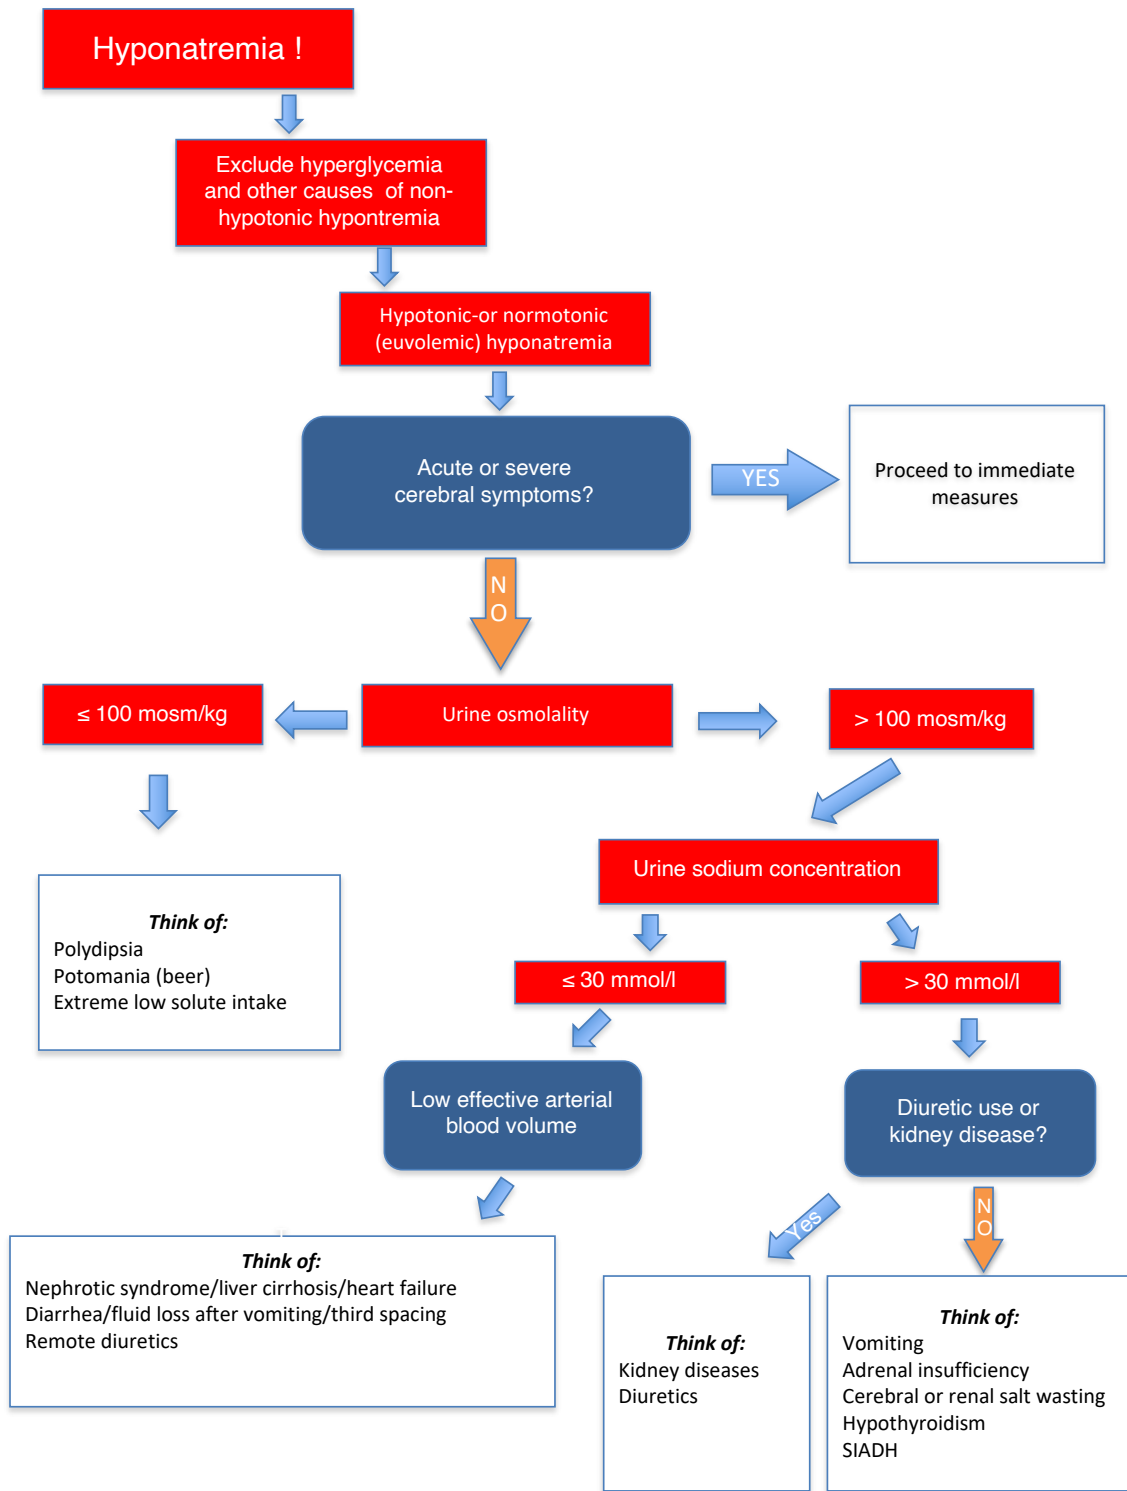 Hyponatremia !
Exclude hyperglycemia
and other causes  of non-
hypotonic hypontremia
Hypotonic-or normotonic
(euvolemic) hyponatremia
Acute or severe
cerebral symptoms?
YES
Proceed to immediate
measures
N
O
≤ 100 mosm/kg
Urine osmolality
> 100 mosm/kg
Urine sodium concentration
Think of:
Polydipsia
Potomania (beer)
Extreme low solute intake
≤ 30 mmol/l
> 30 mmol/l
Low effective arterial
blood volume
Diuretic use or
kidney disease?
Yes
N
O
Think of:
Nephrotic syndrome/liver cirrhosis/heart failure
Diarrhea/fluid loss after vomiting/third spacing
Remote diuretics
Think of:
Kidney diseases
Diuretics
Think of:
Vomiting
Adrenal insufficiency
Cerebral or renal salt wasting
Hypothyroidism
SIADH